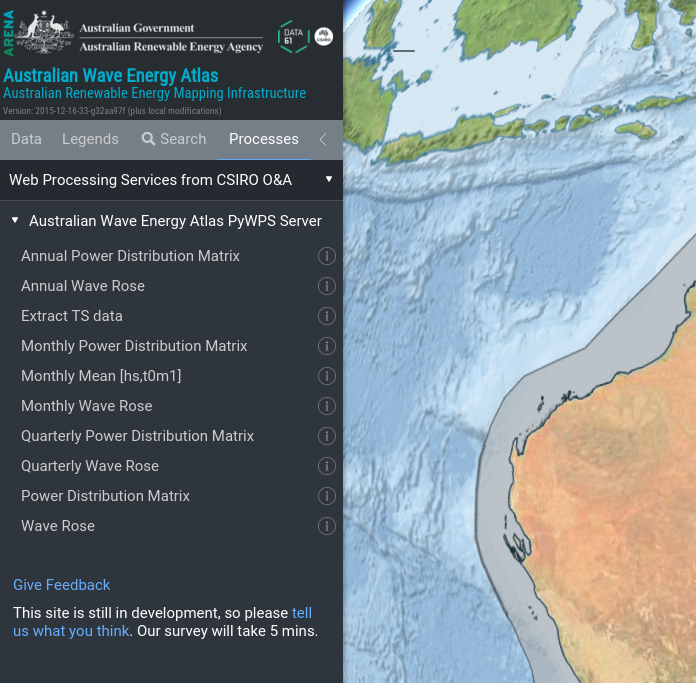 ARENA
Australian Government
Australian Renewable Energy Agency
DATA
61
CSIRO
Australian Wave Energy Atlas
Australian Renewable Energy Mapping Infrastructure
Version: 2015-12-16-33-g32aa97f (plus local modifications)
Data Legends Search Processes
Web Processing Services from CSIRO O&A
Australian Wave Energy Atlas PyWPS Server
Annual Power Distribution Matrix
Annual Wave Rose
Extract TS data
Monthly Power Distribution Matrix
Monthly Mean [hs,t0m1]
Monthly Wave Rose
Quarterly Power Distribution Matrix
Quarterly Wave Rose
Power Distribution Matrix
Wave Rose
Give Feedback
This site is still in development, so please tell
us what you think. Our survey will take 5 mins.